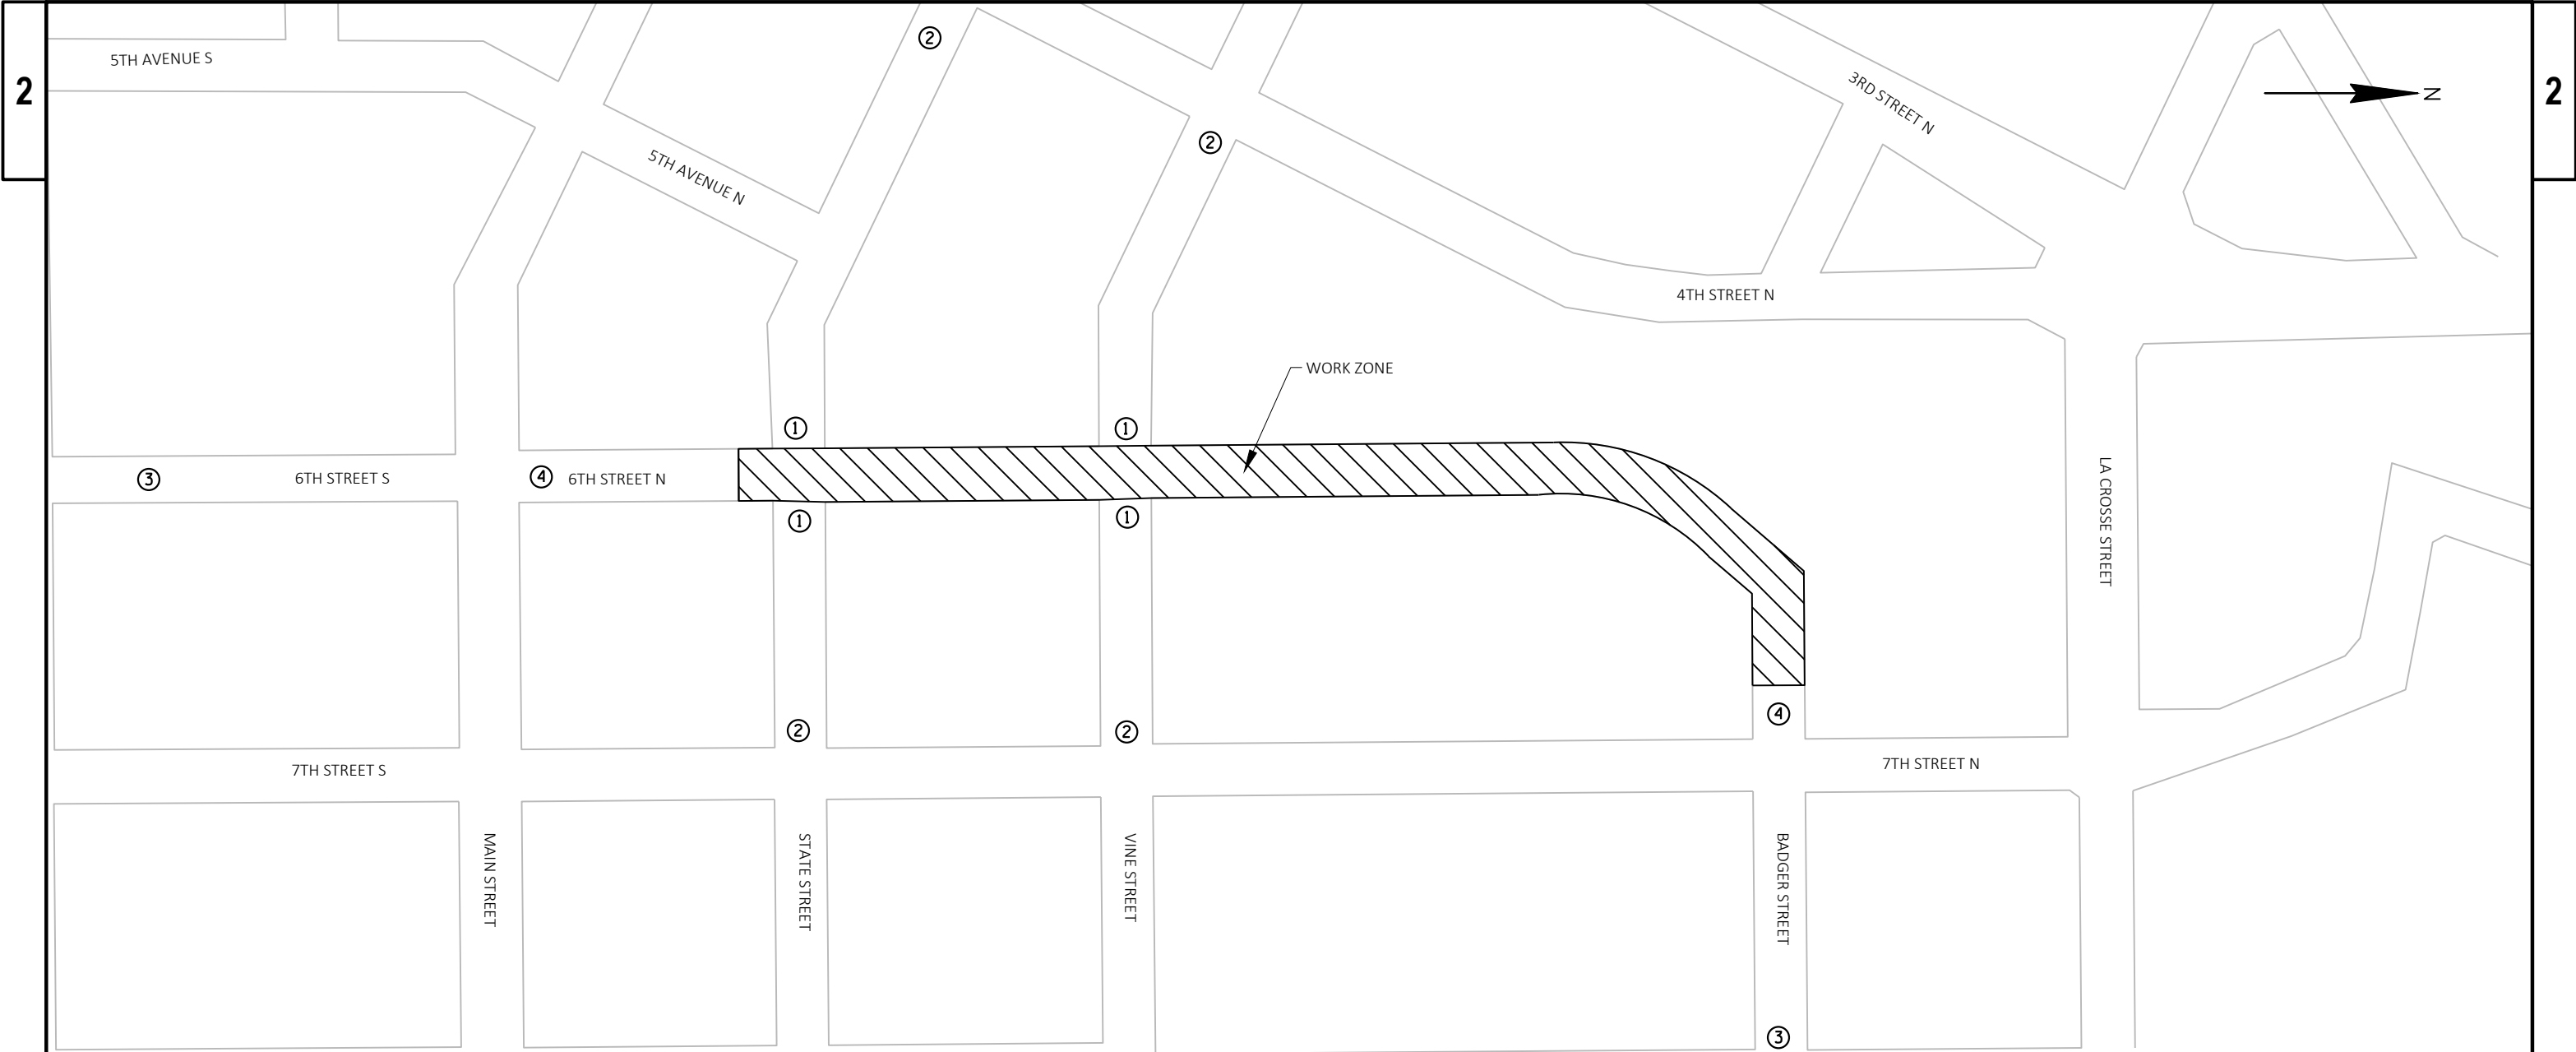 2
5TH AVENUE S
②
3RD STREET N
N
2
②
5TH AVENUE N
4TH STREET N
WORK ZONE
①
①
③
6TH STREET S
④
6TH STREET N
①
①
LA CROSSE STREET
②
②
④
7TH STREET S
7TH STREET N
MAIN STREET
STATE STREET
VINE STREET
BADGER STREET
③